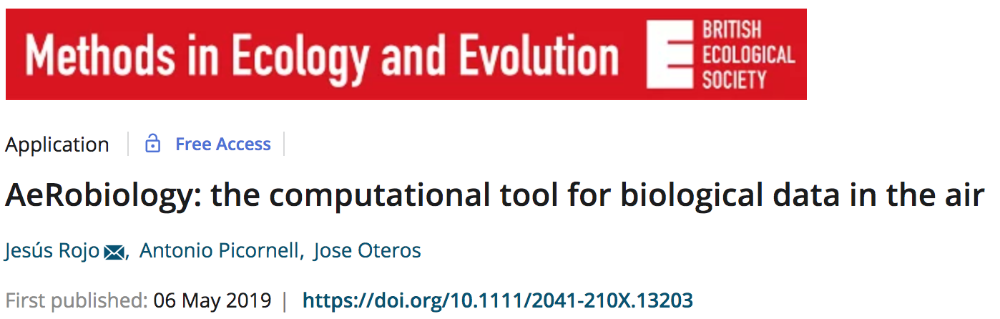 Methods in Ecology and Evolution
BRITISH
ECOLOGICAL
SOCIETY
Application | Free Access |
AeRobiology: the computational tool for biological data in the air
Jesús Rojo, Antonio Picornell, Jose Oteros
First published: 06 May 2019 | https://doi.org/10.1111/2041-210X.13203